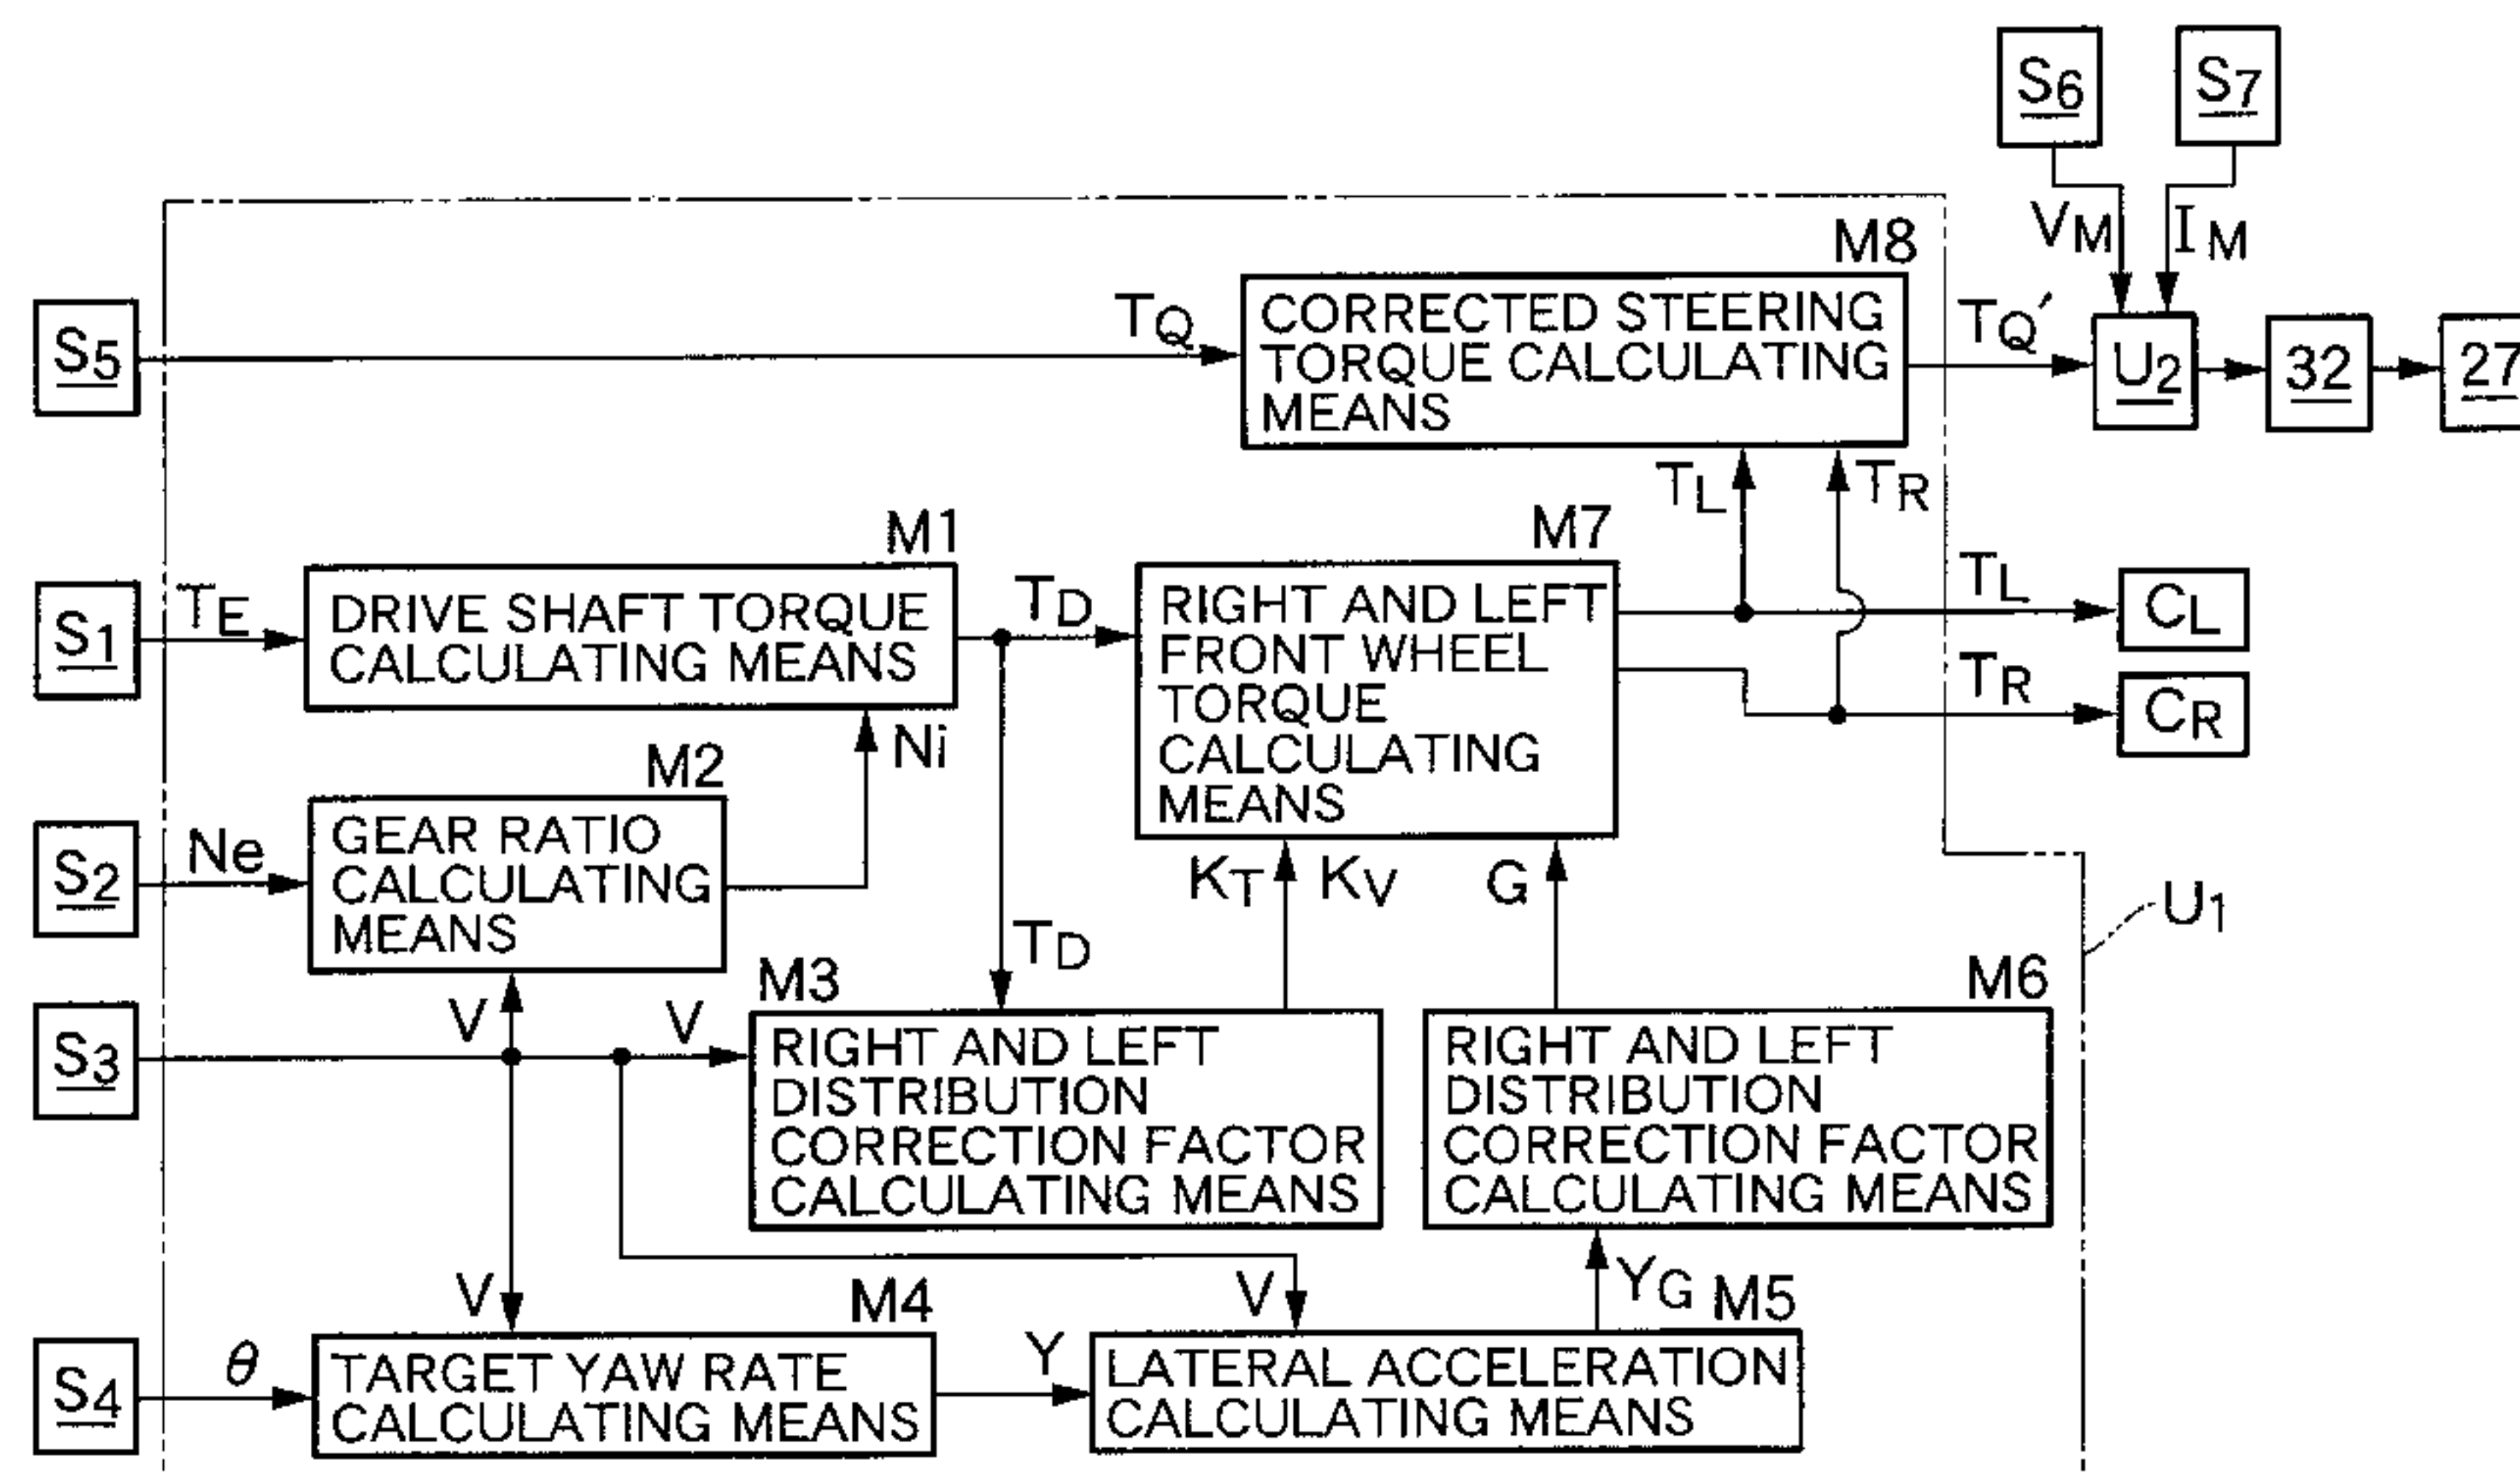 S6
S7
VM
IM
M8
S5
TQ
CORRECTED STEERING
TORQUE CALCULATING
MEANS
TQ′
U2
32
27
TL
TR
M1
M7
S1
TE
DRIVE SHAFT TORQUE
CALCULATING MEANS
TD
RIGHT AND LEFT
FRONT WHEEL
TORQUE
CALCULATING
MEANS
TL
CL
TR
CR
Ni
M2
S2
Ne
GEAR RATIO
CALCULATING
MEANS
KT
KV
G
U1
TD
M3
M6
S3
V
V
RIGHT AND LEFT
DISTRIBUTION
CORRECTION FACTOR
CALCULATING MEANS
RIGHT AND LEFT
DISTRIBUTION
CORRECTION FACTOR
CALCULATING MEANS
V
M4
V
YG
M5
S4
θ
TARGET YAW RATE
CALCULATING MEANS
Y
LATERAL ACCELERATION
CALCULATING MEANS